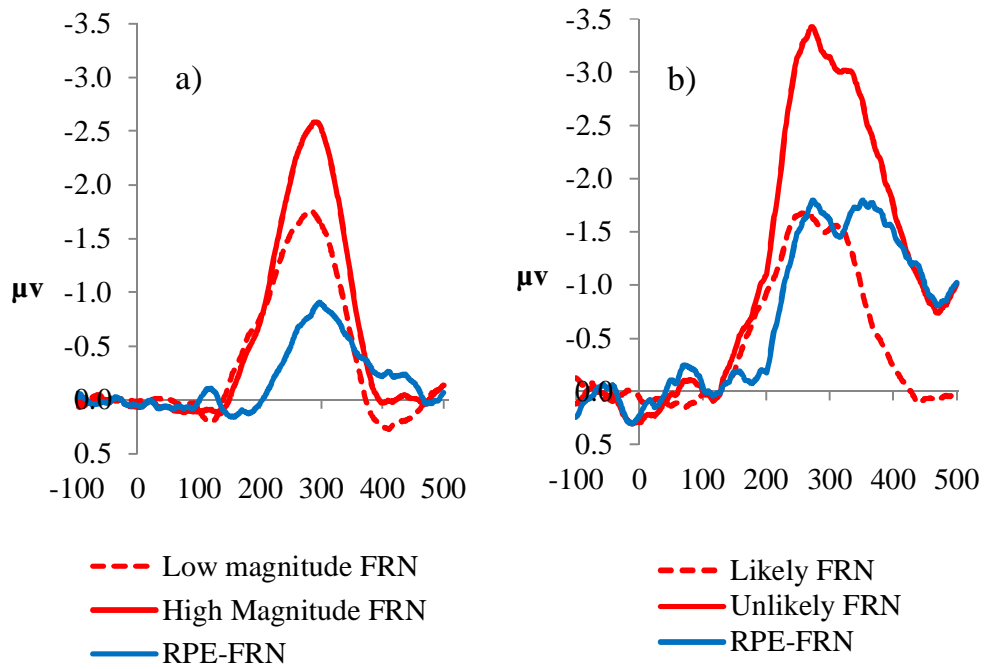 a)
-3.5
-3.0
-2.5
-2.0
-1.5
-1.0
-0.5
0.0
0.5
µv
-100 0 100 200 300 400 500
Low magnitude FRN
High Magnitude FRN
RPE-FRN
b)
-3.5
-3.0
-2.5
-2.0
-1.5
-1.0
-0.5
0.0
0.5
µv
-100 0 100 200 300 400 500
Likely FRN
Unlikely FRN
RPE-FRN